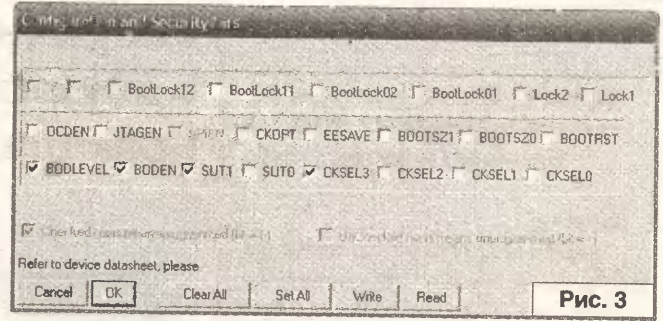 Configuration and Security bits
BootLock12 BootLock11 BootLock02 BootLock01 Lock2 Lock1
OCDEN JTAGEN SPIEN CKOPT EESAVE BOOTSZ1 BOOTSZ0 BOOTRST
BODLEVEL BODEN SUT1 SUT0 CKSEL3 CKSEL2 CKSEL1 CKSEL0
Refer to device datasheet, please
Cancel OK Clear All Set All Write Read
Рис. 3